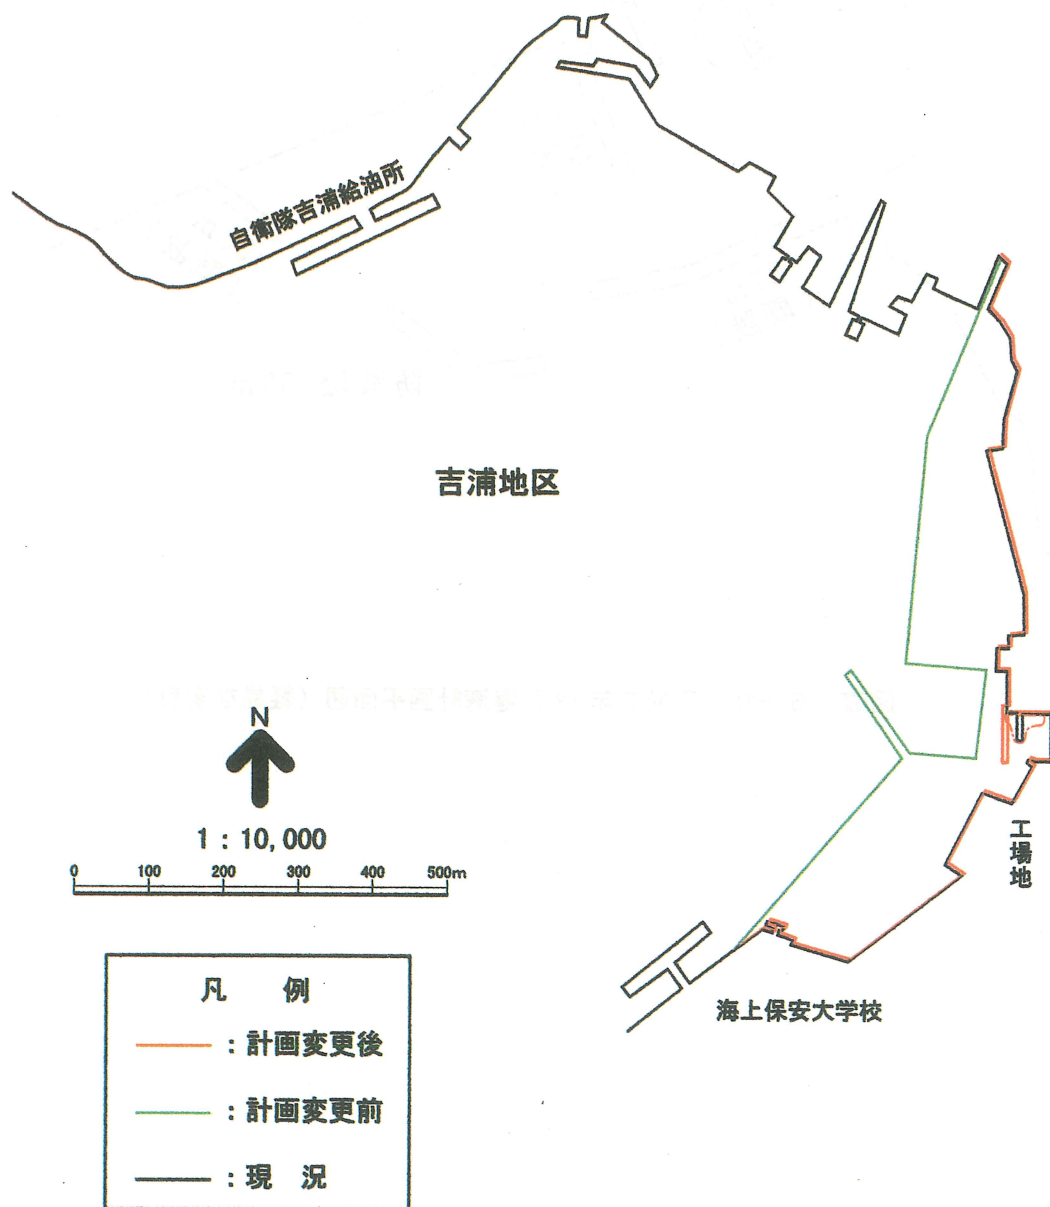 自衛隊吉浦給油所
吉浦地区
N
1：10,000
0 100 200 300 400 500m
工場地
海上保安大学校
凡 例
：計画変更後
：計画変更前
：現 況